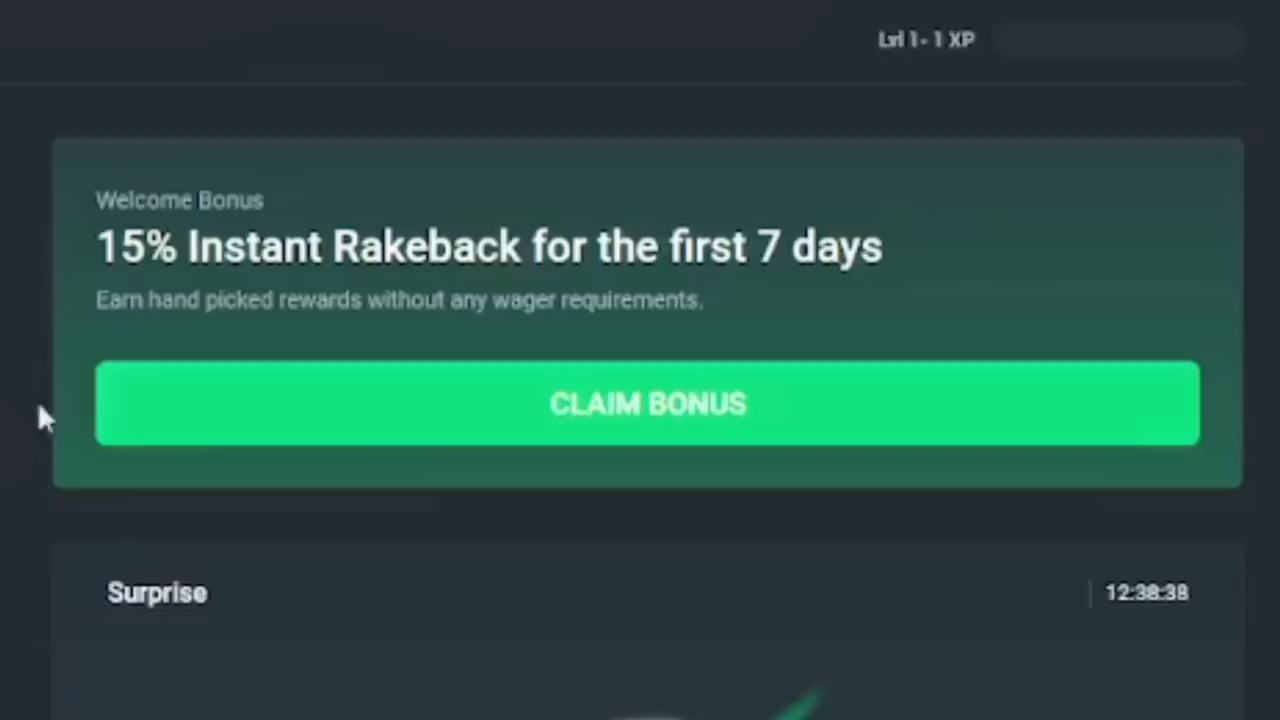 Lvl 1 - 1 XP
Welcome Bonus
15% Instant Rakeback for the first 7 days
Earn hand picked rewards without any wager requirements.
CLAIM BONUS
Surprise
12:38:38